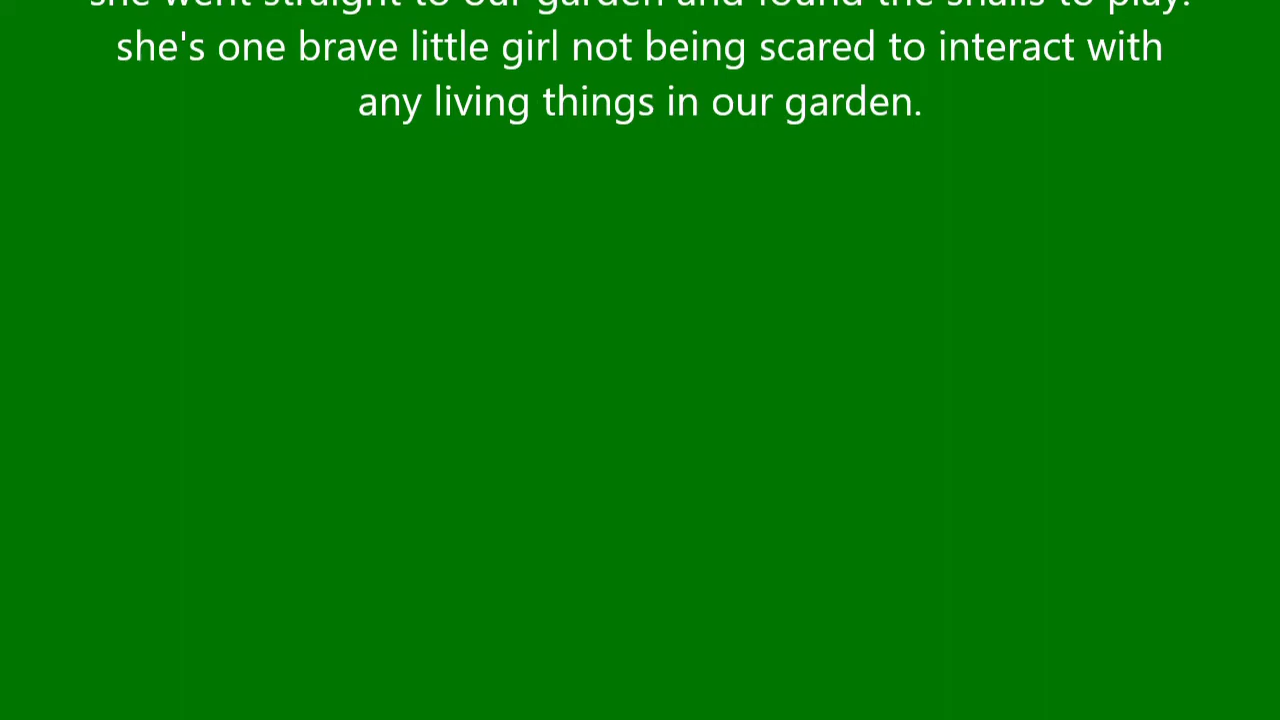 she went straight to our garden and found the snails to play.
she's one brave little girl not being scared to interact with
any living things in our garden.